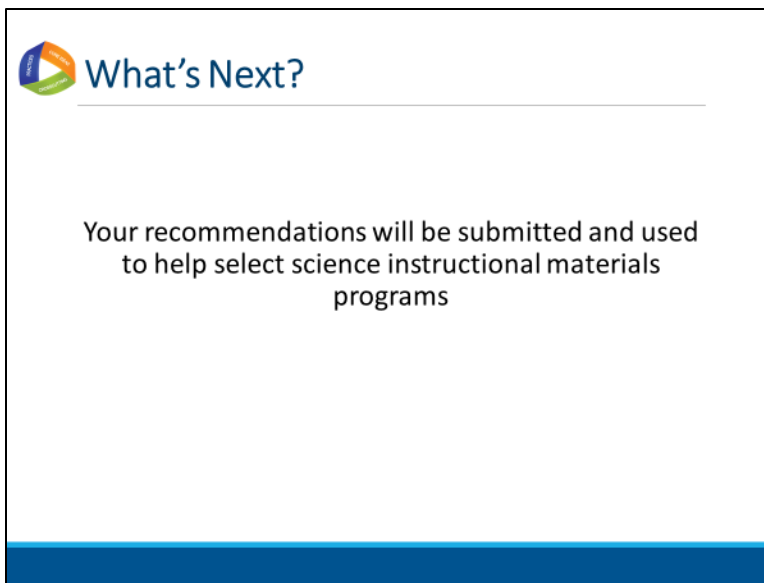 What's Next?
Your recommendations will be submitted and used
to help select science instructional materials
programs